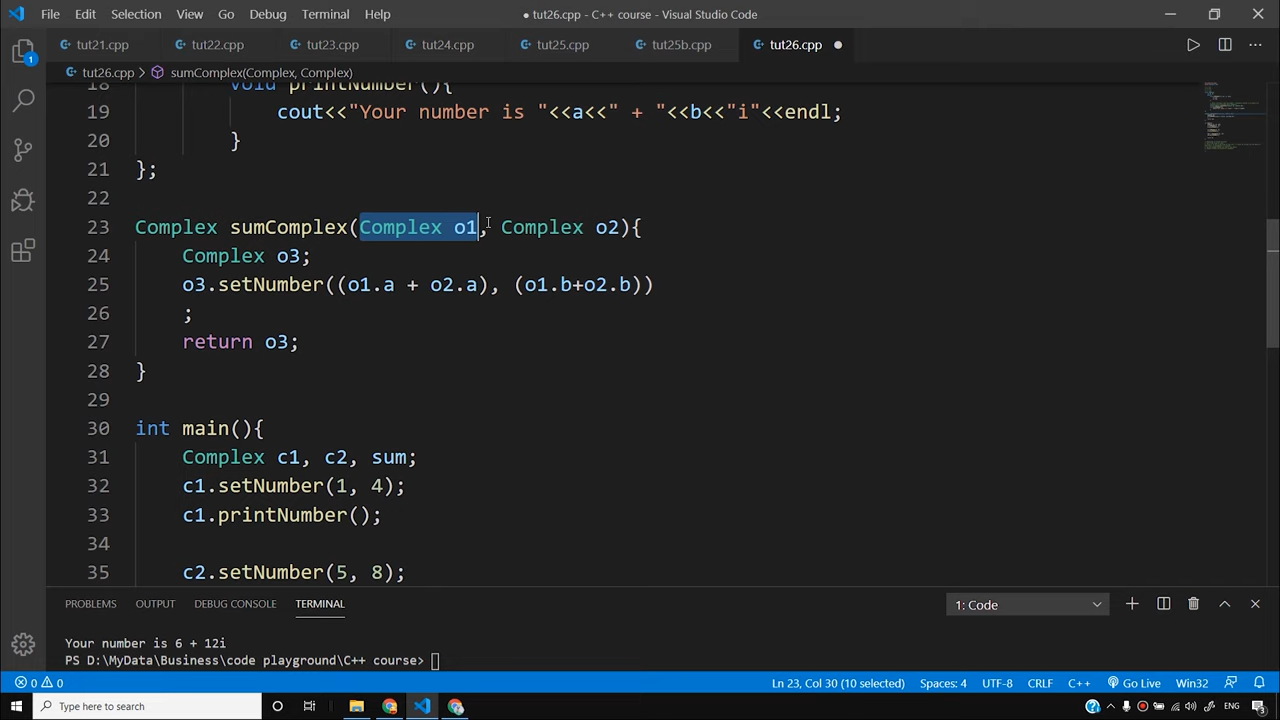 File Edit Selection View Go Debug Terminal Help ● tut26.cpp - C++ course - Visual Studio Code
tut21.cpp tut22.cpp tut23.cpp tut24.cpp tut25.cpp tut25b.cpp tut26.cpp
tut26.cpp > sumComplex(Complex, Complex)
18 void printNumber(){
19 cout<<"Your number is "<<a<<" + "<<b<<"i"<<endl;
20 }
21 };
22
23 Complex sumComplex(Complex o1, Complex o2){
24 Complex o3;
25 o3.setNumber((o1.a + o2.a), (o1.b+o2.b))
26 ;
27 return o3;
28 }
29
30 int main(){
31 Complex c1, c2, sum;
32 c1.setNumber(1, 4);
33 c1.printNumber();
34
35 c2.setNumber(5, 8);
1
PROBLEMS OUTPUT DEBUG CONSOLE TERMINAL 1: Code
Your number is 6 + 12i
PS D:\MyData\Business\code playground\C++ course>
0 0 Ln 23, Col 30 (10 selected) Spaces: 4 UTF-8 CRLF C++ Go Live Win32
Type here to search ENG 3